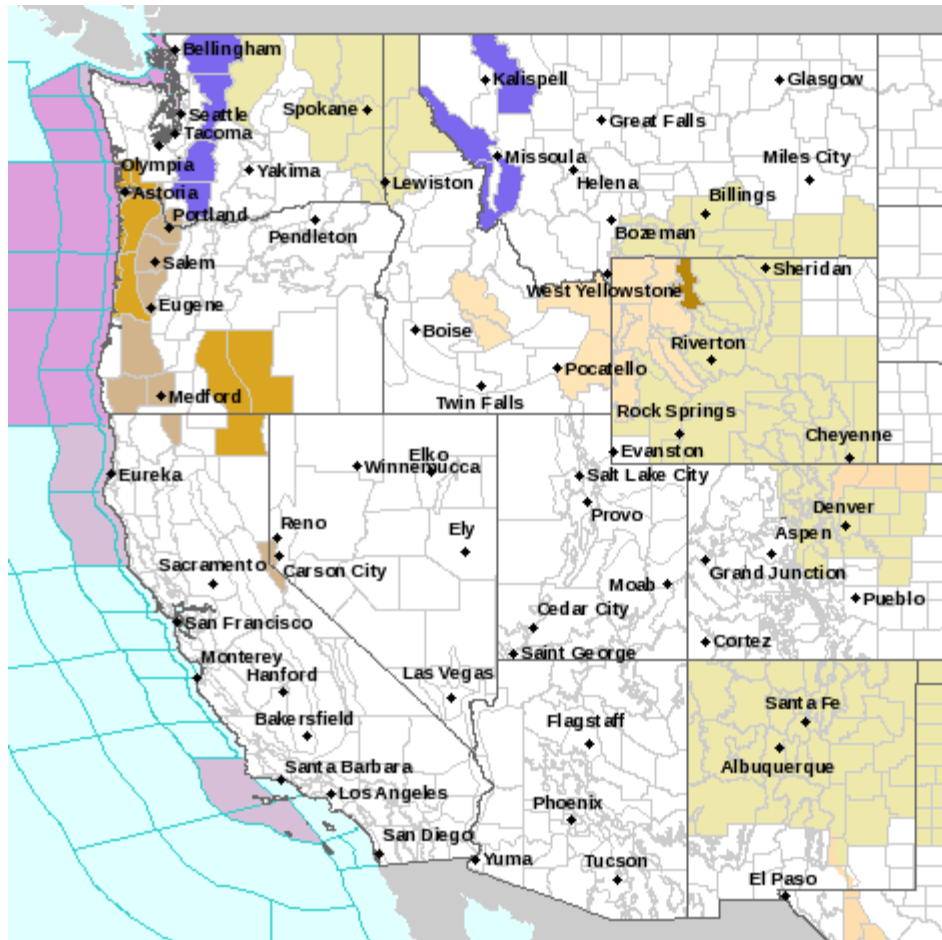 Bellingham
Kalispell
Glasgow
Spokane
Seattle
Great Falls
Tacoma
Olympia
Yakima
Missoula
Helena
Miles City
Astoria
Lewiston
Billings
Portland
Pendleton
Bozeman
Salem
West Yellowstone
Sheridan
Eugene
Boise
Riverton
Pocatello
Medford
Twin Falls
Rock Springs
Cheyenne
Elko
Winnemucca
Evanston
Eureka
Salt Lake City
Provo
Denver
Reno
Ely
Aspen
Sacramento
Carson City
Grand Junction
Moab
Pueblo
Cedar City
San Francisco
Cortez
Saint George
Monterey
Hanford
Las Vegas
Santa Fe
Bakersfield
Flagstaff
Albuquerque
Santa Barbara
Los Angeles
Phoenix
San Diego
Yuma
Tucson
El Paso